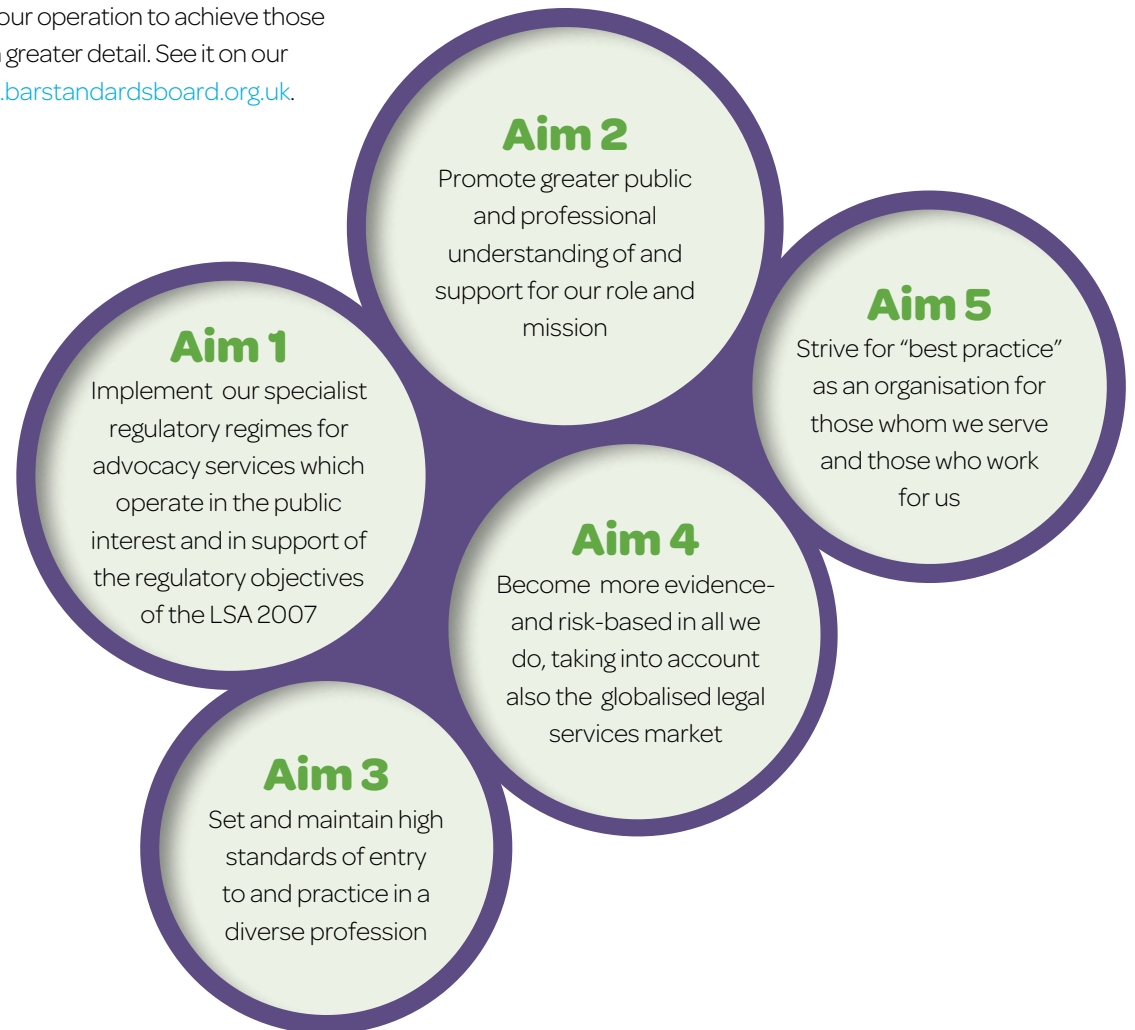 our operation to achieve those
greater detail. See it on our
.barstandardsboard.org.uk.
Aim 1
Implement our specialist
regulatory regimes for
advocacy services which
operate in the public
interest and in support of
the regulatory objectives
of the LSA 2007
Aim 2
Promote greater public
and professional
understanding of and
support for our role and
mission
Aim 3
Set and maintain high
standards of entry
to and practice in a
diverse profession
Aim 4
Become more evidence-
and risk-based in all we
do, taking into account
also the globalised legal
services market
Aim 5
Strive for “best practice”
as an organisation for
those whom we serve
and those who work
for us